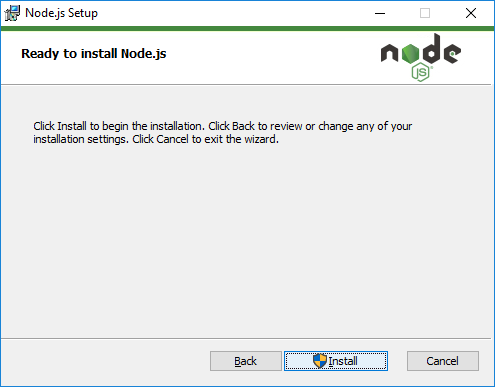 Node.js Setup
Ready to install Node.js
node
JS
Click Install to begin the installation. Click Back to review or change any of your
installation settings. Click Cancel to exit the wizard.
Back
Install
Cancel